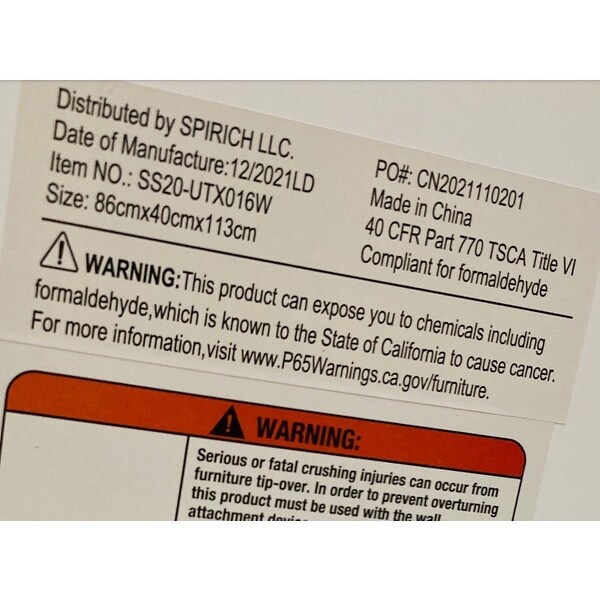 Distributed by SPIRICH LLC.
Date of Manufacture:12/2021LD
Item NO.: SS20-UTX016W
Size: 86cmx40cmx113cm
PO#: CN2021110201
Made in China
40 CFR Part 770 TSCA Title VI
Compliant for formaldehyde
WARNING:This product can expose you to chemicals including
formaldehyde,which is known to the State of California to cause cancer.
For more information,visit www.P65Warnings.ca.gov/furniture.
WARNING:
Serious or fatal crushing injuries can occur from
furniture tip-over. In order to prevent overturning
this product must be used with the wall
attachment